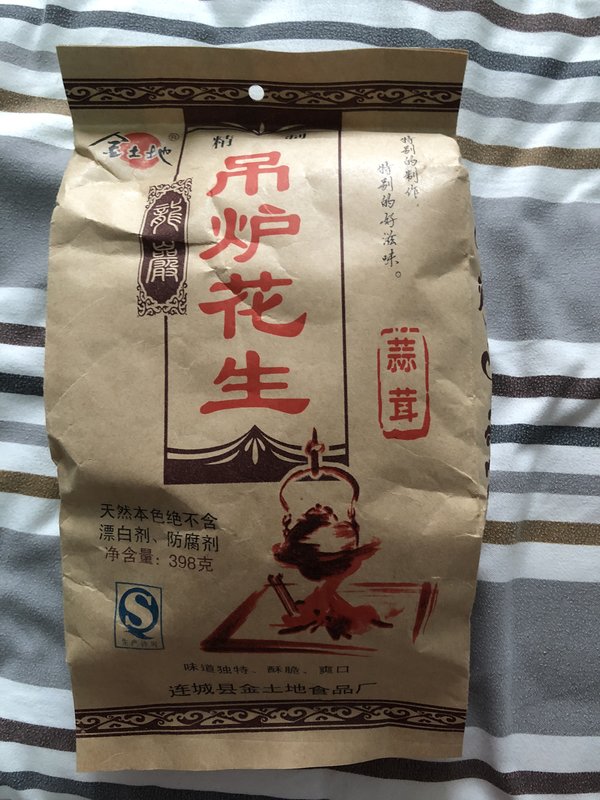 金土地®
精 制
龍巖
吊炉花生
特别的制作,
特别的好滋味。
蒜茸
天然本色绝不含
漂白剂、防腐剂
净含量：398克
生产许可
味道独特、酥脆、爽口
连城县金土地食品厂